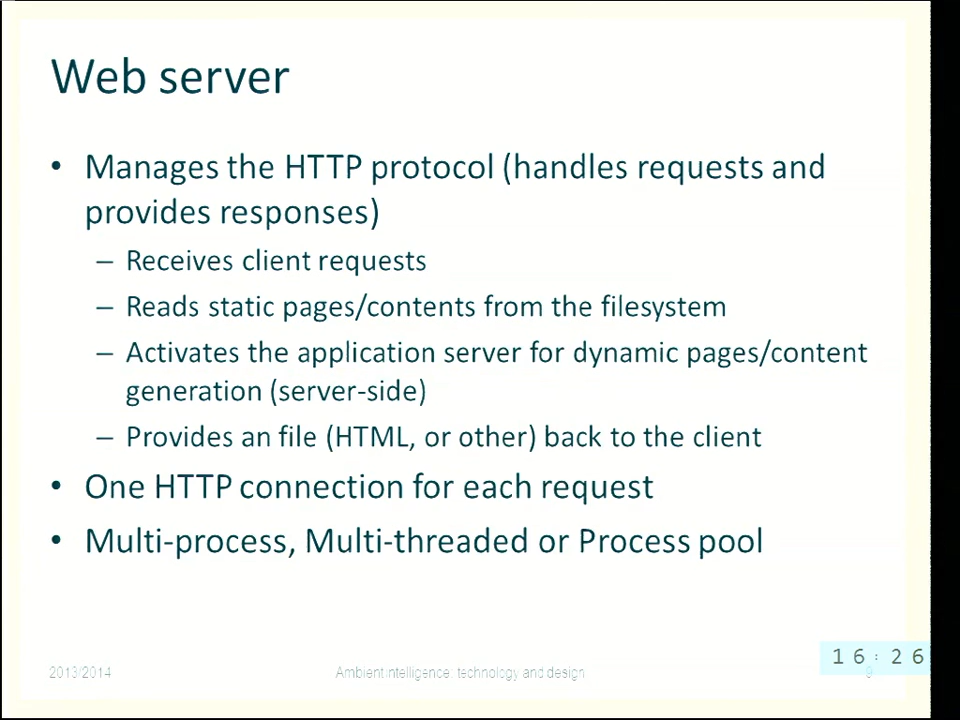 Web server
• Manages the HTTP protocol (handles requests and
provides responses)
– Receives client requests
– Reads static pages/contents from the filesystem
– Activates the application server for dynamic pages/content
generation (server-side)
– Provides an file (HTML, or other) back to the client
• One HTTP connection for each request
• Multi-process, Multi-threaded or Process pool
16:26
2013/2014
Ambient intelligence: technology and design
9